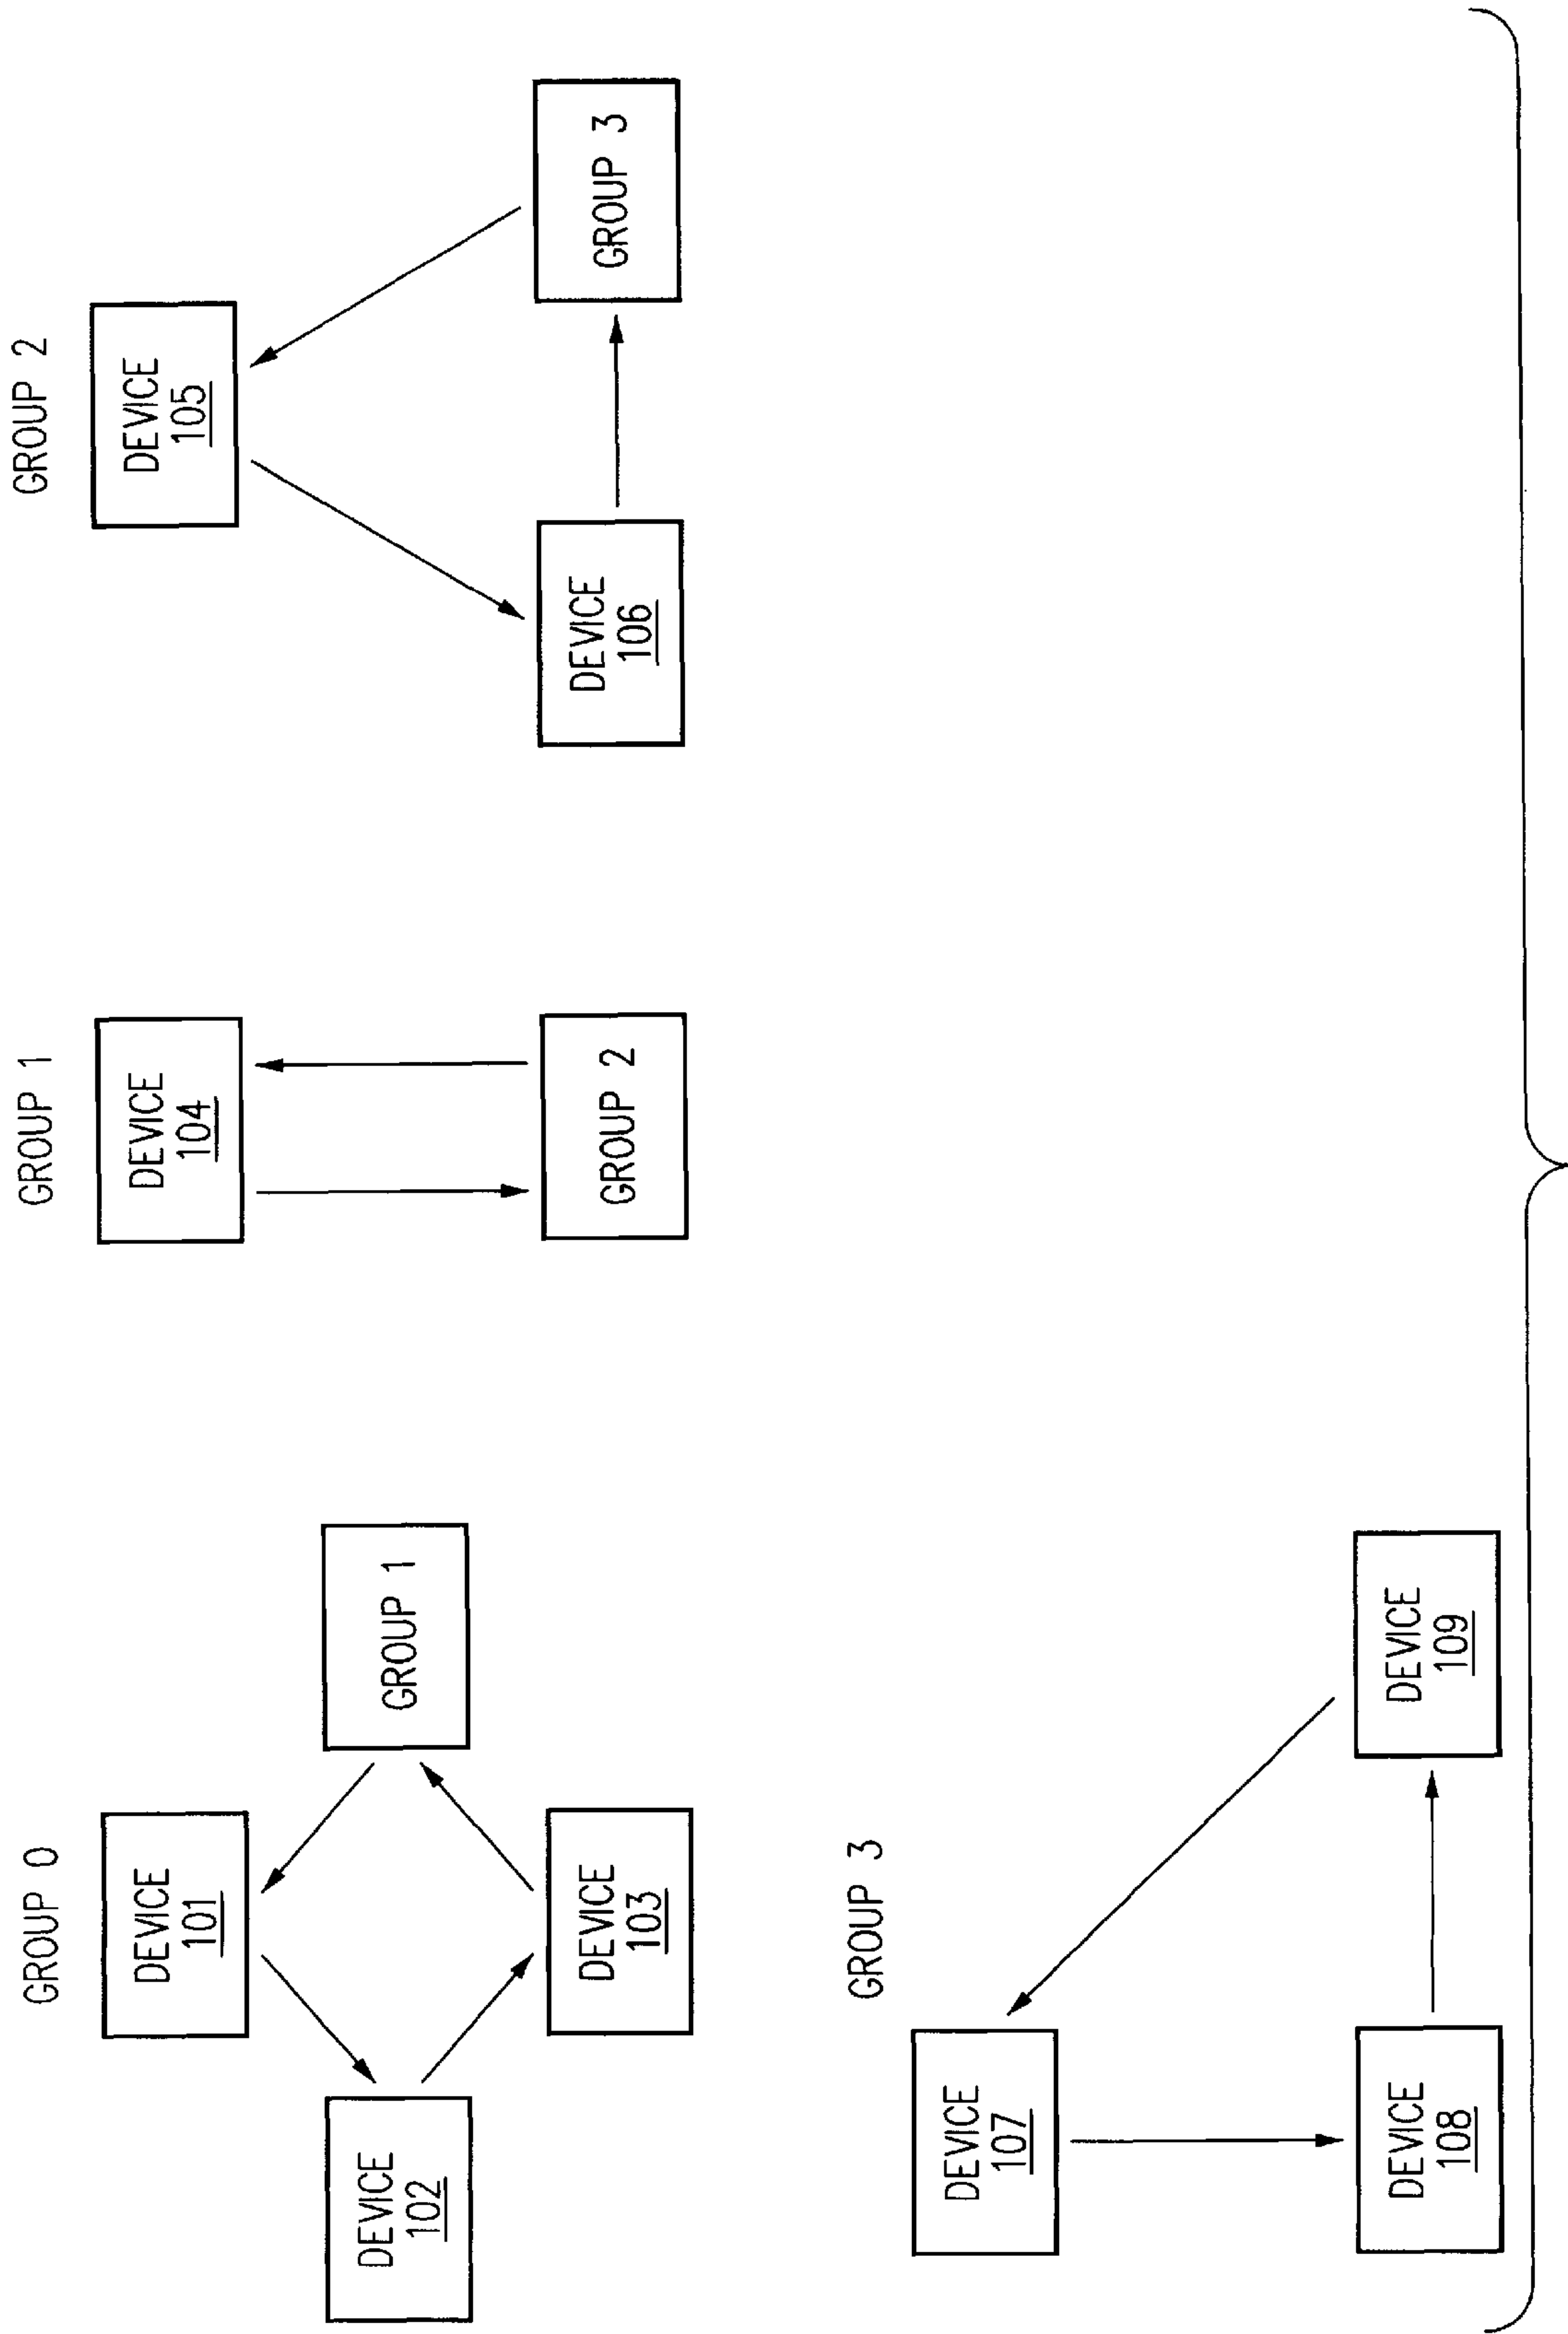 GROUP 0
DEVICE
101
DEVICE
102
GROUP 1
DEVICE
103
GROUP 1
DEVICE
104
GROUP 2
GROUP 2
DEVICE
105
DEVICE
106
GROUP 3
GROUP 3
DEVICE
107
DEVICE
108
DEVICE
109